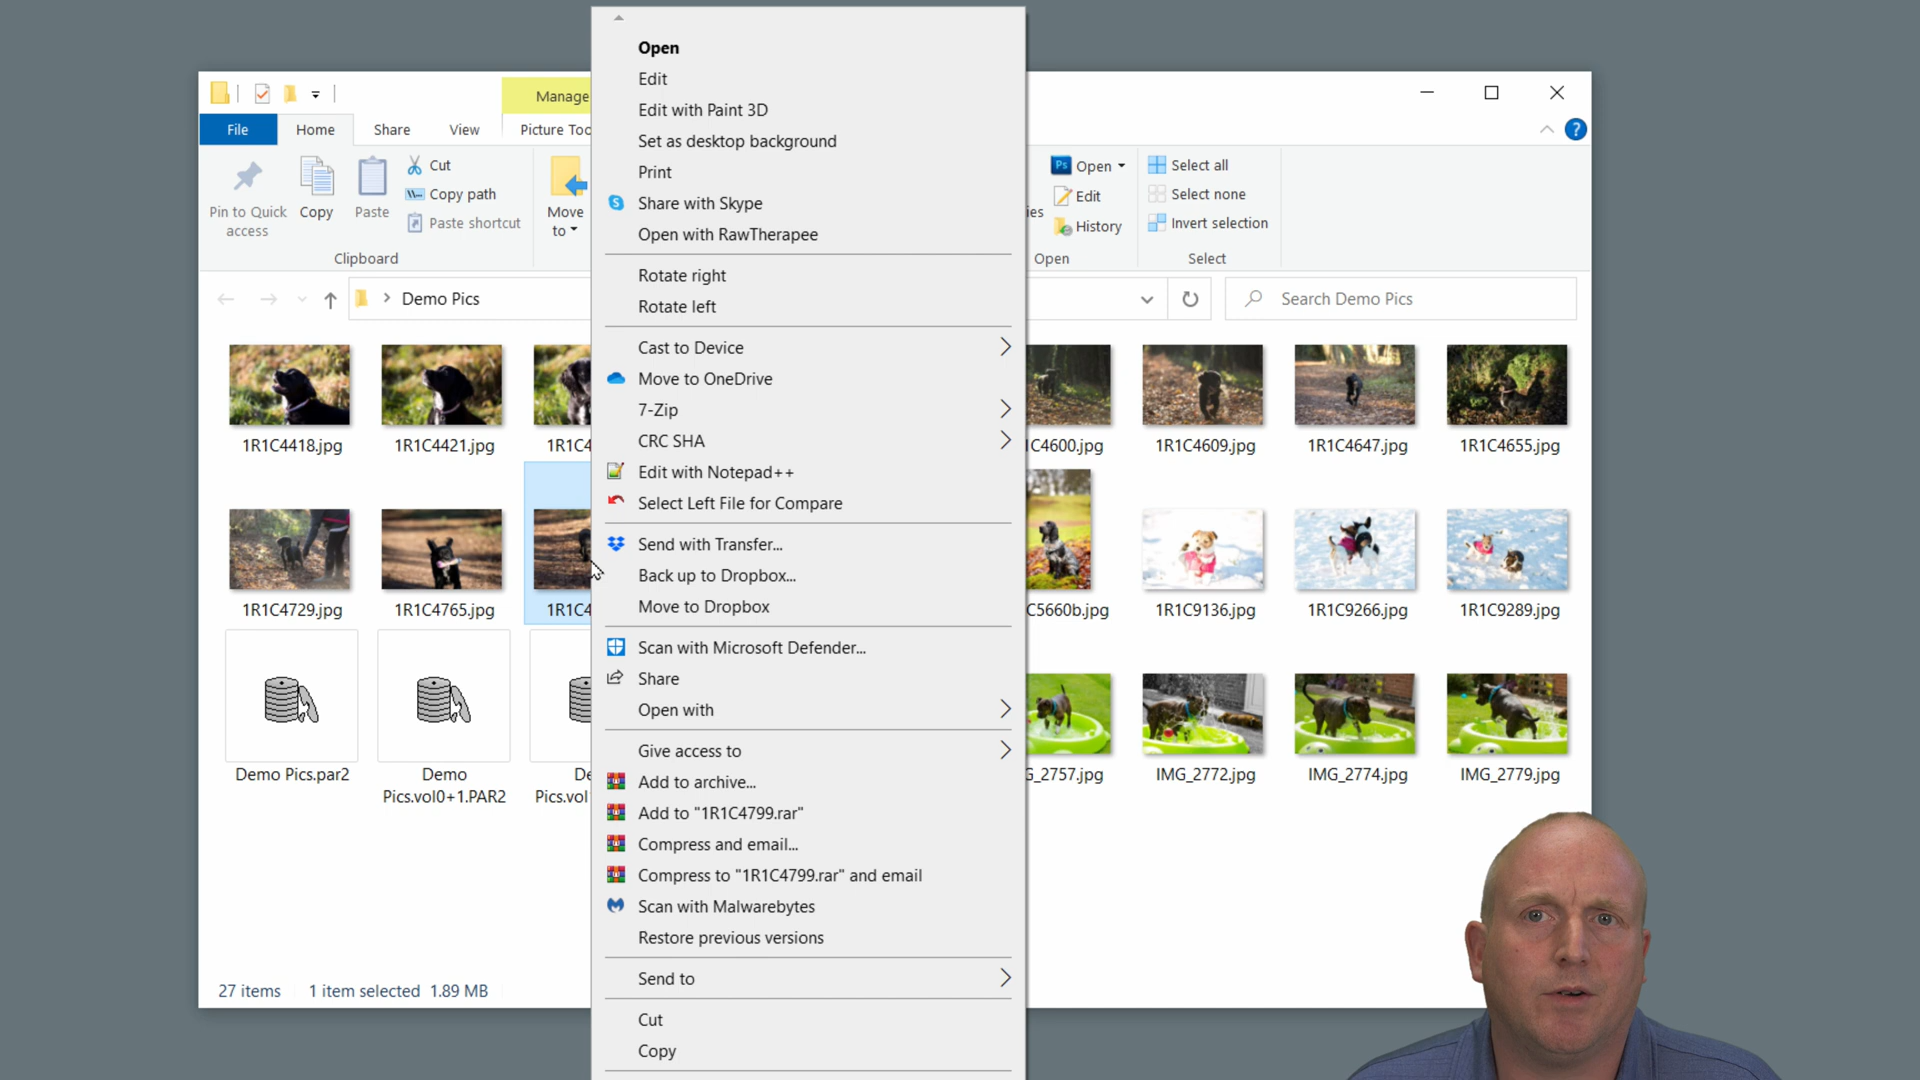 Open
Edit
Edit with Paint 3D
Set as desktop background
Print
Share with Skype
Open with RawTherapee
Rotate right
Rotate left
Cast to Device
Move to OneDrive
7-Zip
CRC SHA
Edit with Notepad++
Select Left File for Compare
Send with Transfer...
Back up to Dropbox...
Move to Dropbox
Scan with Microsoft Defender...
Share
Open with
Give access to
Add to archive...
Add to "1R1C4799.rar"
Compress and email...
Compress to "1R1C4799.rar" and email
Scan with Malwarebytes
Restore previous versions
Send to
Cut
Copy
Manage
File Home Share View Picture Too
Pin to Quick
access
Copy
Paste
Cut
Copy path
Paste shortcut
Clipboard
Move
to
ies
Ps Open
Edit
History
Open
Select all
Select none
Invert selection
Select
Demo Pics
Search Demo Pics
1R1C4418.jpg 1R1C4421.jpg 1R1C4 1C4600.jpg 1R1C4609.jpg 1R1C4647.jpg 1R1C4655.jpg
1R1C4729.jpg 1R1C4765.jpg 1R1C4 C5660b.jpg 1R1C9136.jpg 1R1C9266.jpg 1R1C9289.jpg
Demo Pics.par2
Demo
Pics.vol0+1.PAR2
De
Pics.vol
G_2757.jpg IMG_2772.jpg IMG_2774.jpg IMG_2779.jpg
27 items 1 item selected 1.89 MB